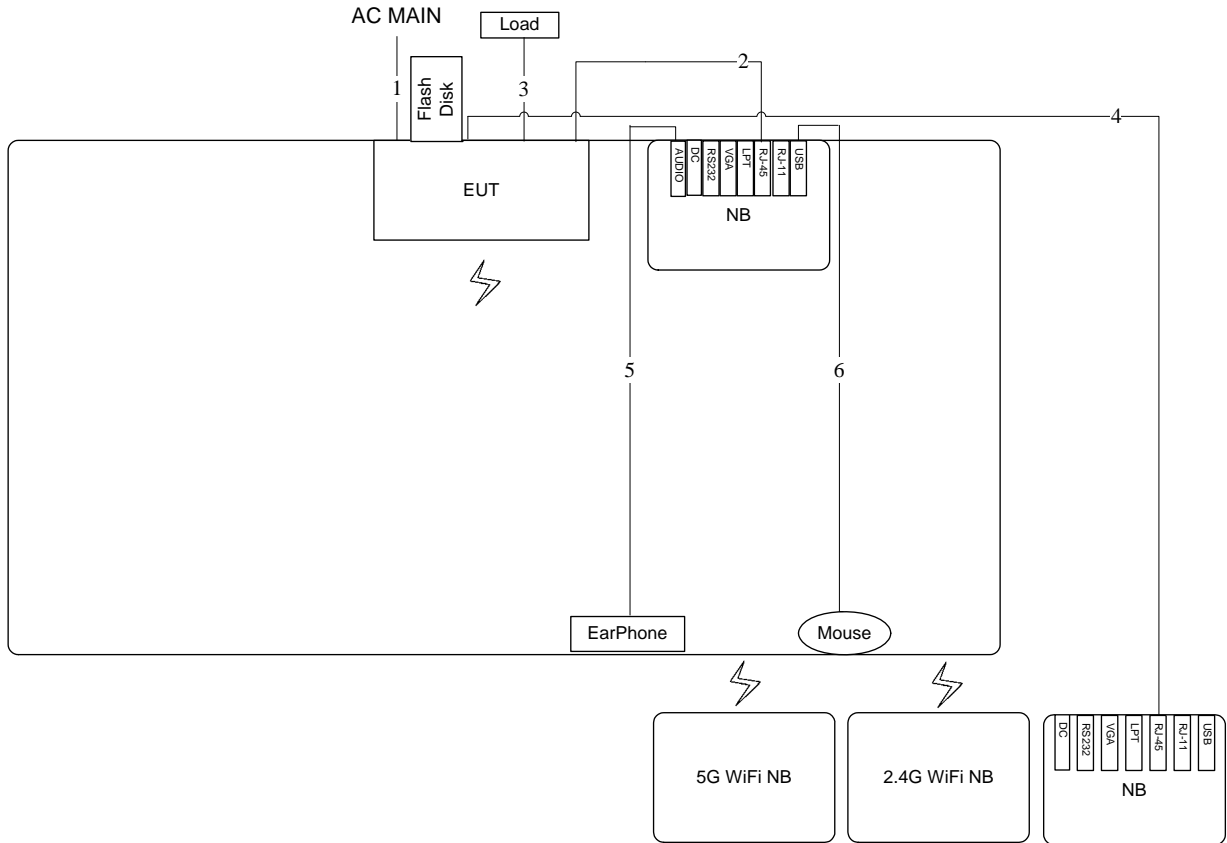 AC MAIN
Load
1
Flash
Disk
3
2
4
EUT
AUDIO
DC
RS232
VGA
LPT
RJ-45
RJ-11
USB
NB
5
6
EarPhone
Mouse
5G WiFi NB
2.4G WiFi NB
DC
RS232
VGA
LPT
RJ-45
RJ-11
USB
NB